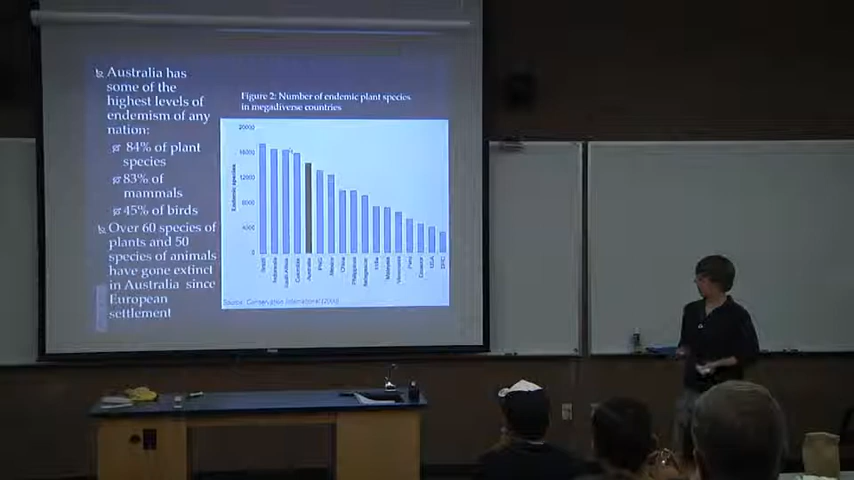 Australia has
some of the
highest levels of
endemism of any
nation:
84% of plant
species
83% of
mammals
45% of birds
Over 60 species of
plants and 50
species of animals
have gone extinct
in Australia since
European
settlement
Figure 2: Number of endemic plant species
in megadiverse countries
20000
16000
12000
8000
4000
0
Endemic species
Brazil
Indonesia
South Africa
Colombia
Australia
PNG
Mexico
China
Philippines
Madagascar
India
Malaysia
Venezuela
Peru
Ecuador
USA
DRC
Source: Conservation International (2000)